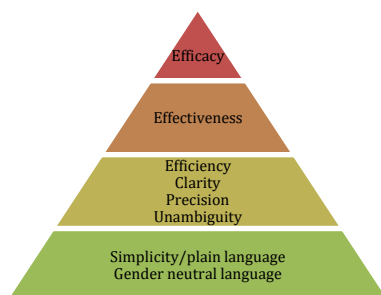 Efficacy
Effectiveness
Efficiency
Clarity
Precision
Unambiguity
Simplicity/plain language
Gender neutral language